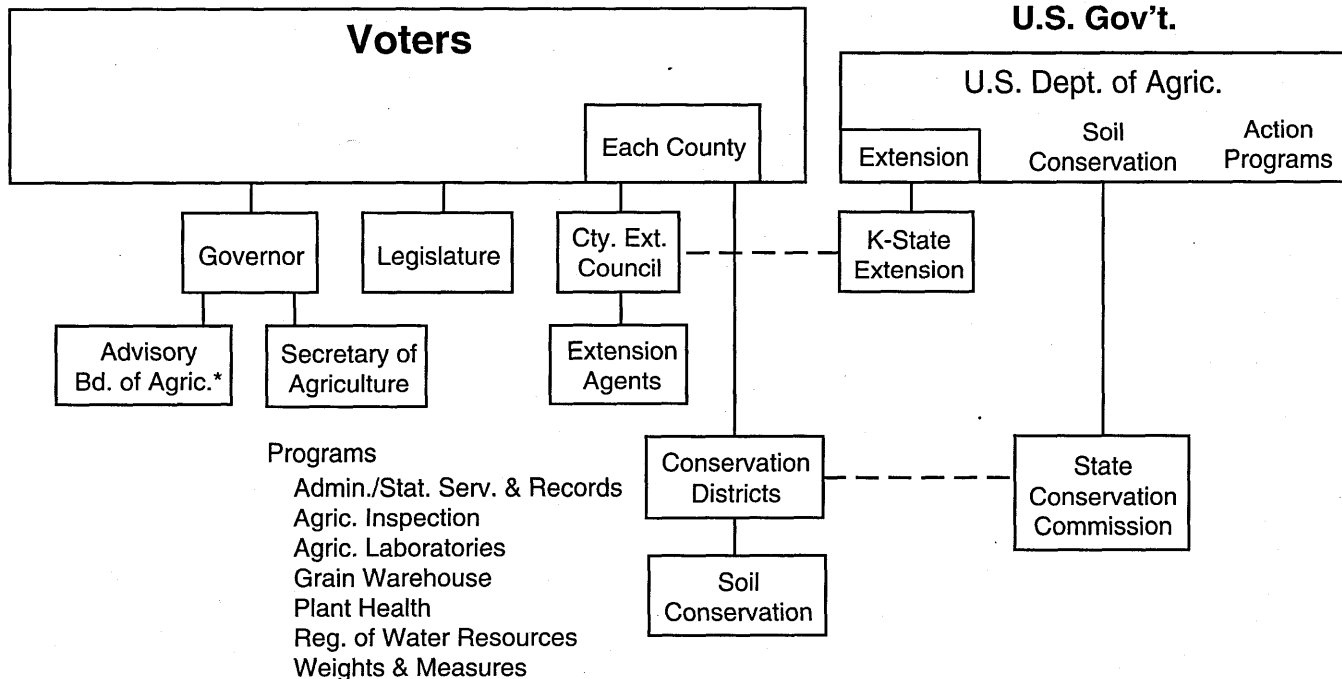 Voters
Each County
U.S. Gov't.
U.S. Dept. of Agric.
Extension
Soil
Conservation
Action
Programs
Governor
Legislature
Cty. Ext.
Council
K-State
Extension
Advisory
Bd. of Agric.*
Secretary of
Agriculture
Extension
Agents
Programs
Admin./Stat. Serv. & Records
Agric. Inspection
Agric. Laboratories
Grain Warehouse
Plant Health
Reg. of Water Resources
Weights & Measures
Conservation
Districts
State
Conservation
Commission
Soil
Conservation